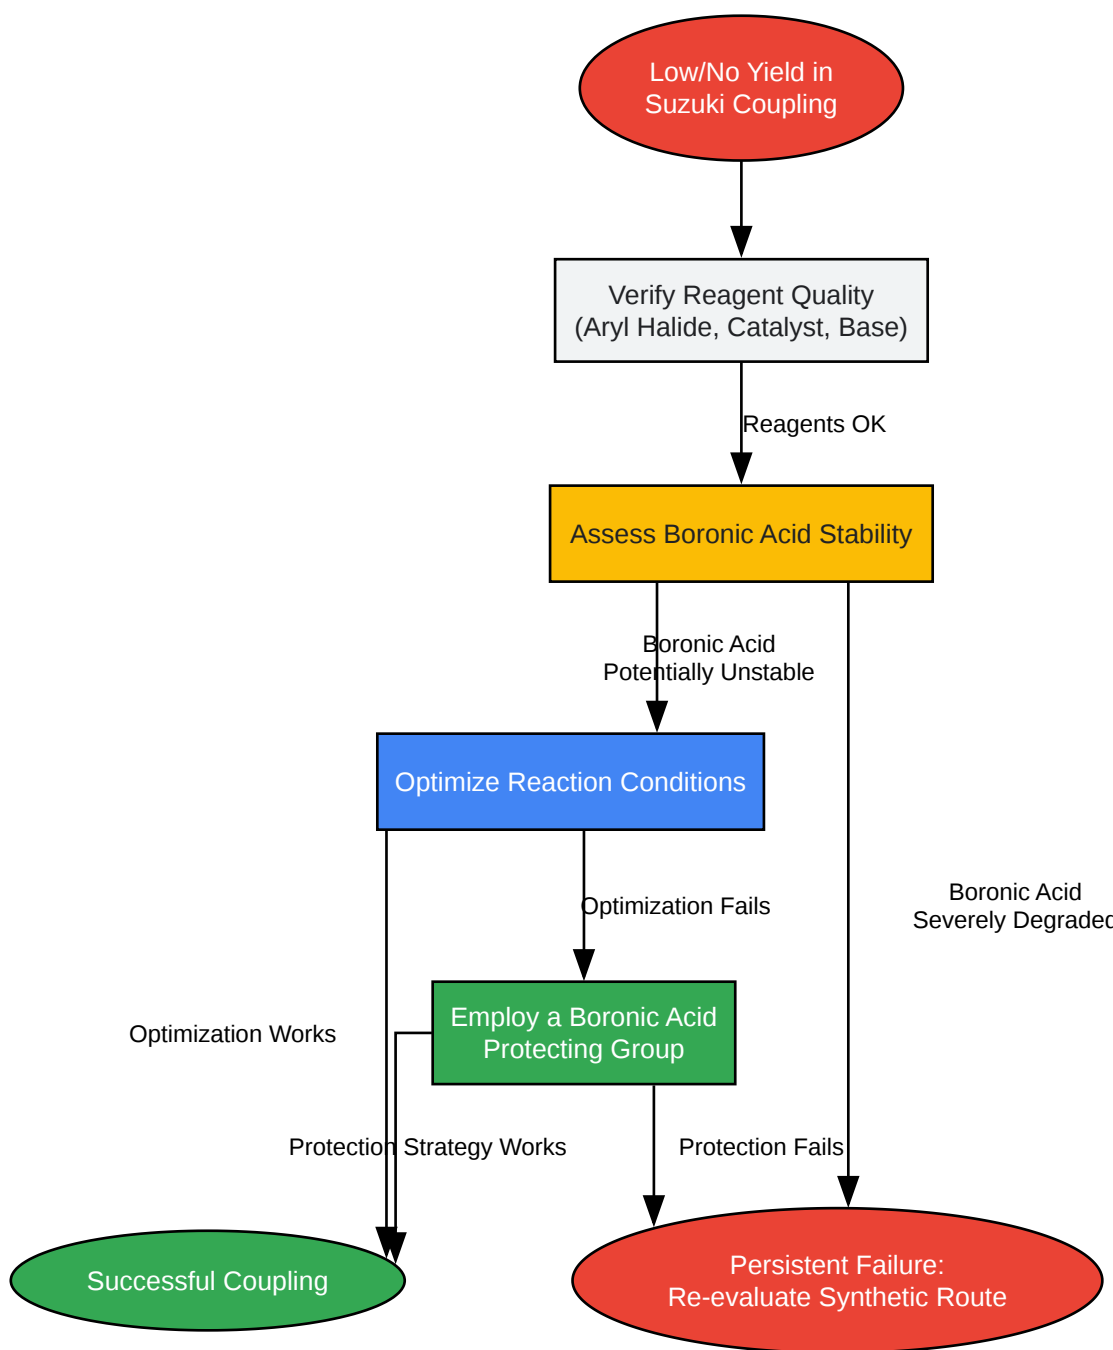 Low/No Yield in
Suzuki Coupling
Verify Reagent Quality
(Aryl Halide, Catalyst, Base)
Reagents OK
Assess Boronic Acid Stability
Boronic Acid
Potentially Unstable
Optimize Reaction Conditions
Optimization Fails
Boronic Acid
Severely Degraded
Employ a Boronic Acid
Protecting Group
Optimization Works
Protection Strategy Works
Protection Fails
Successful Coupling
Persistent Failure:
Re-evaluate Synthetic Route